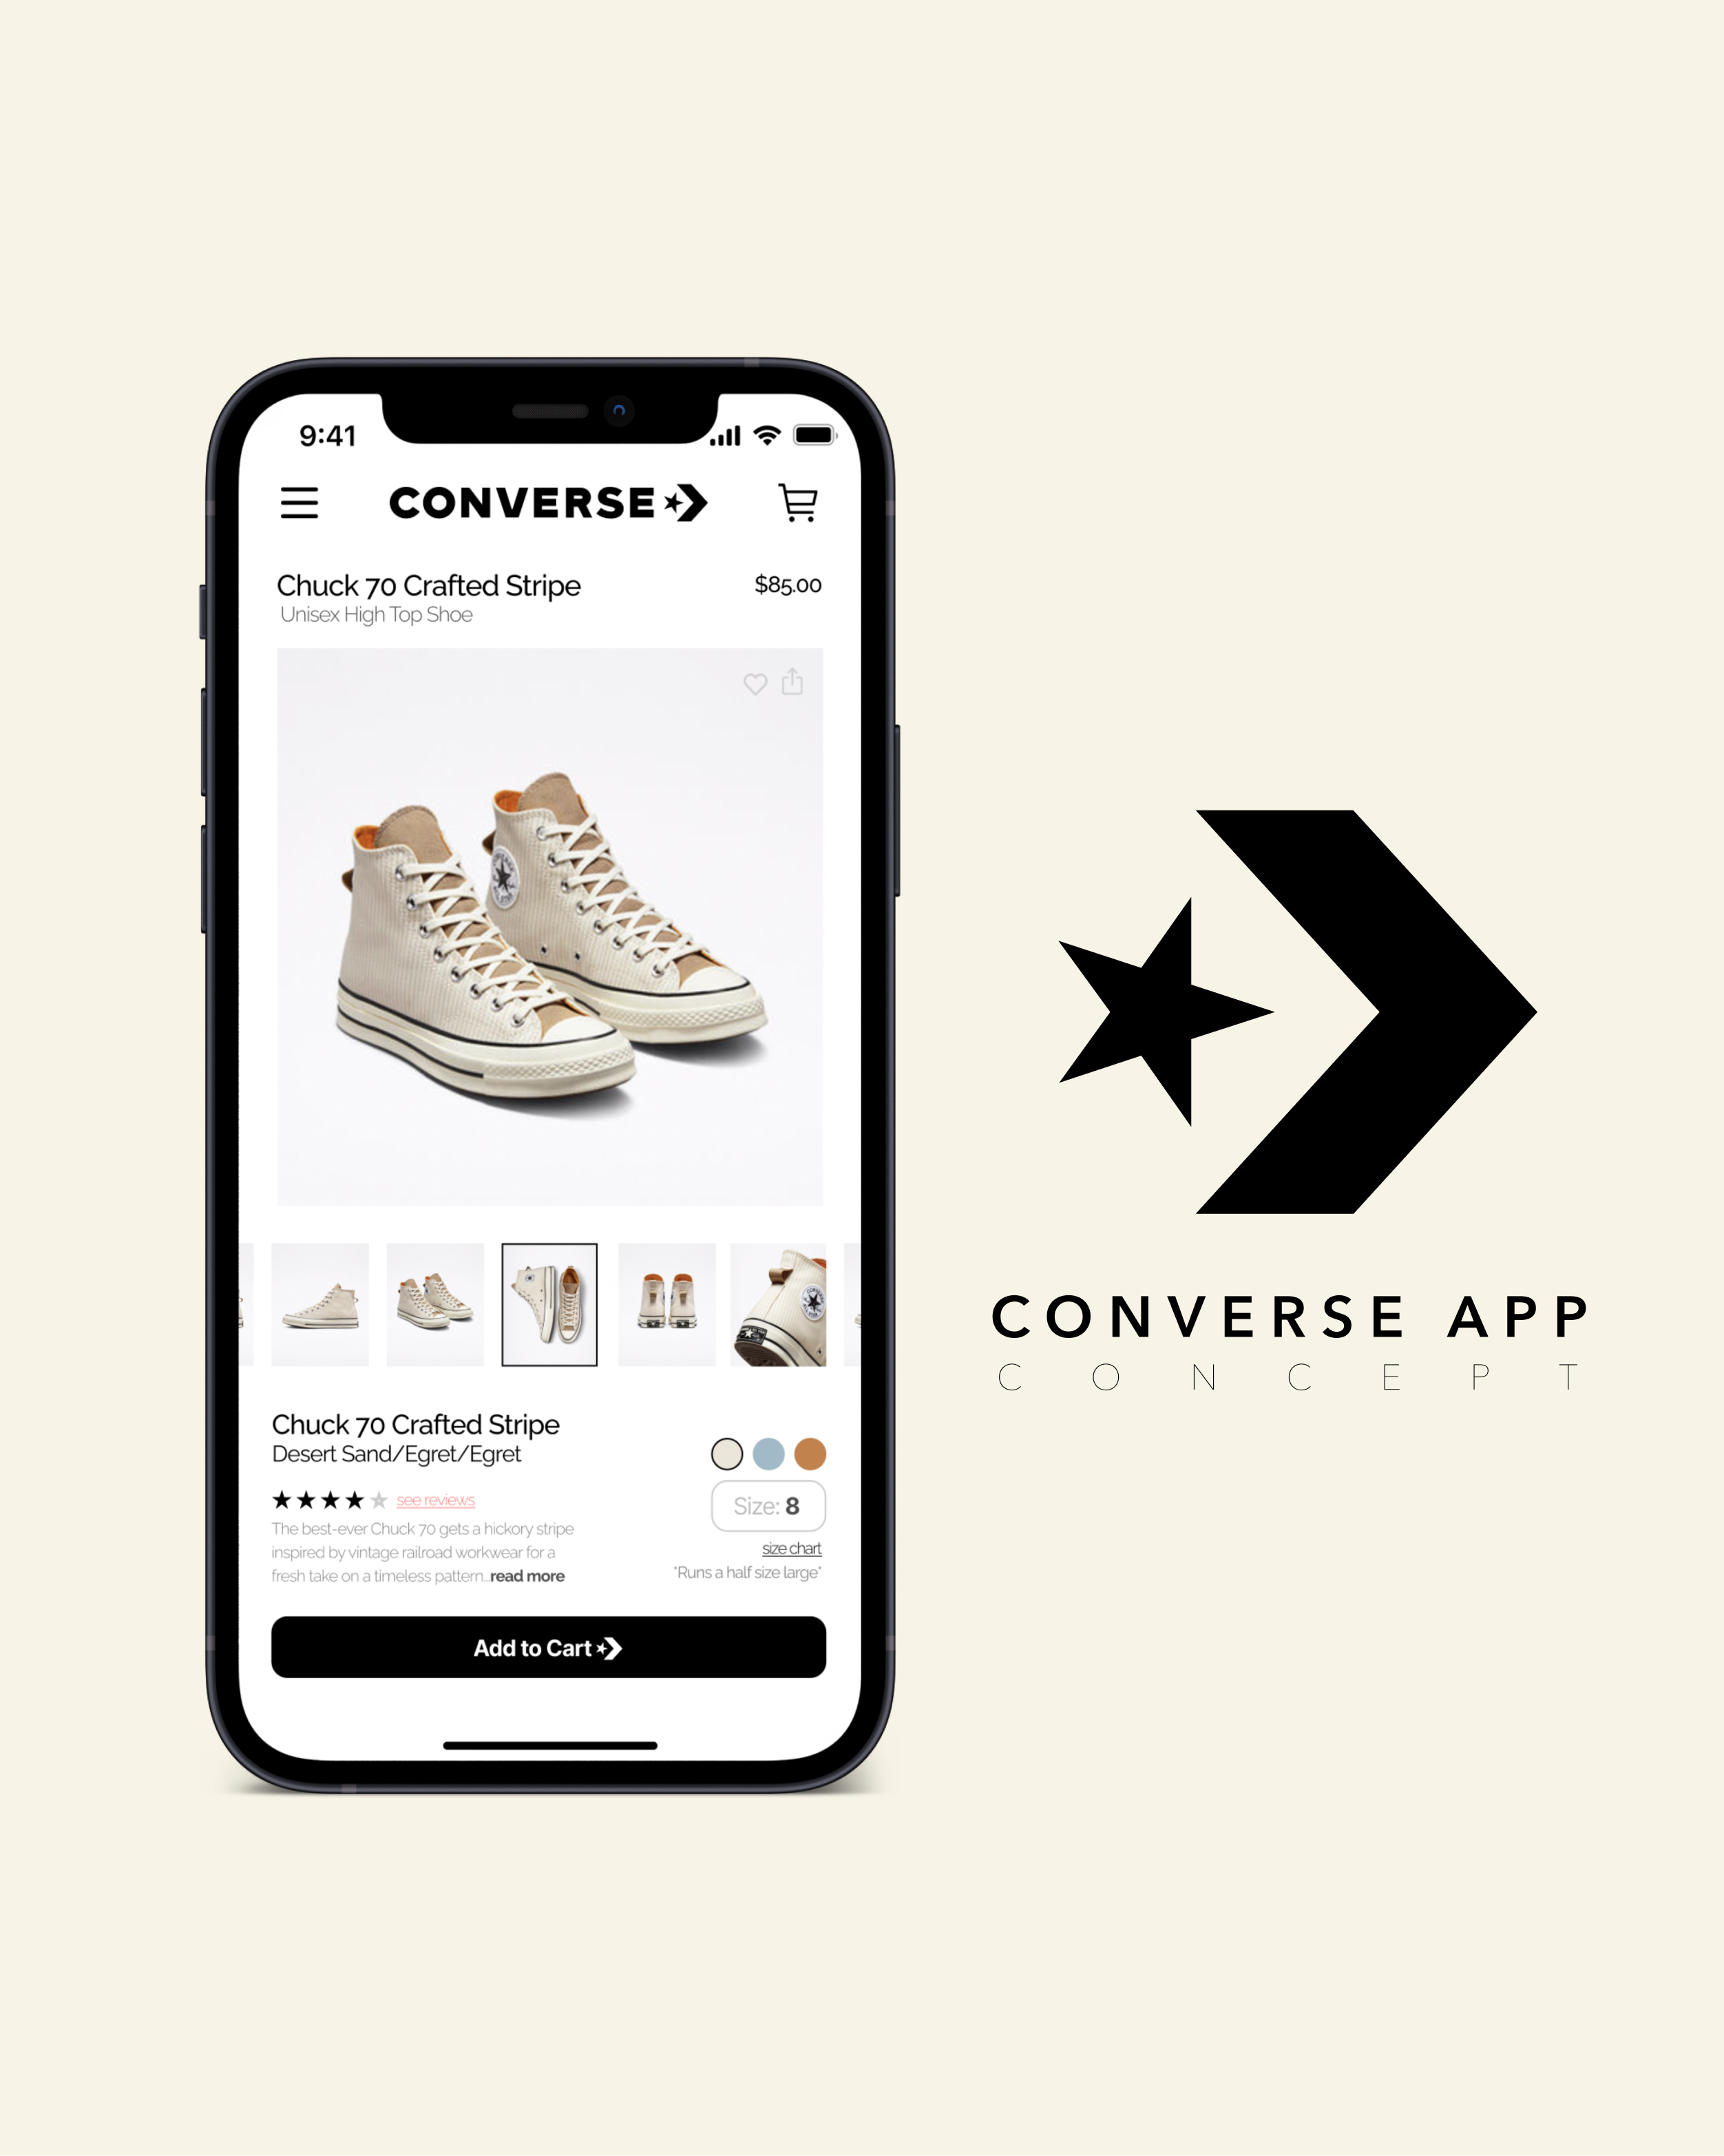 9:41
CONVERSE
Chuck 70 Crafted Stripe
$85.00
Unisex High Top Shoe
Chuck 70 Crafted Stripe
Desert Sand/Egret/Egret
see reviews
Size: 8
The best-ever Chuck 70 gets a hickory stripe
inspired by vintage railroad workwear for a
fresh take on a timeless pattern...read more
size chart
"Runs a half size large"
Add to Cart
CONVERSE APP
CONCEPT